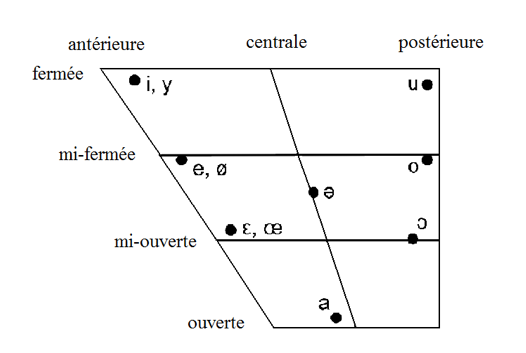 antérieure centrale postérieure
fermée
i, y u
mi-fermée
e, ø o
ə
ε, œ ɔ
mi-ouverte
a
ouverte